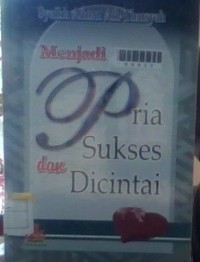 Menjadi
Pria
Sukses
dan
Dicintai